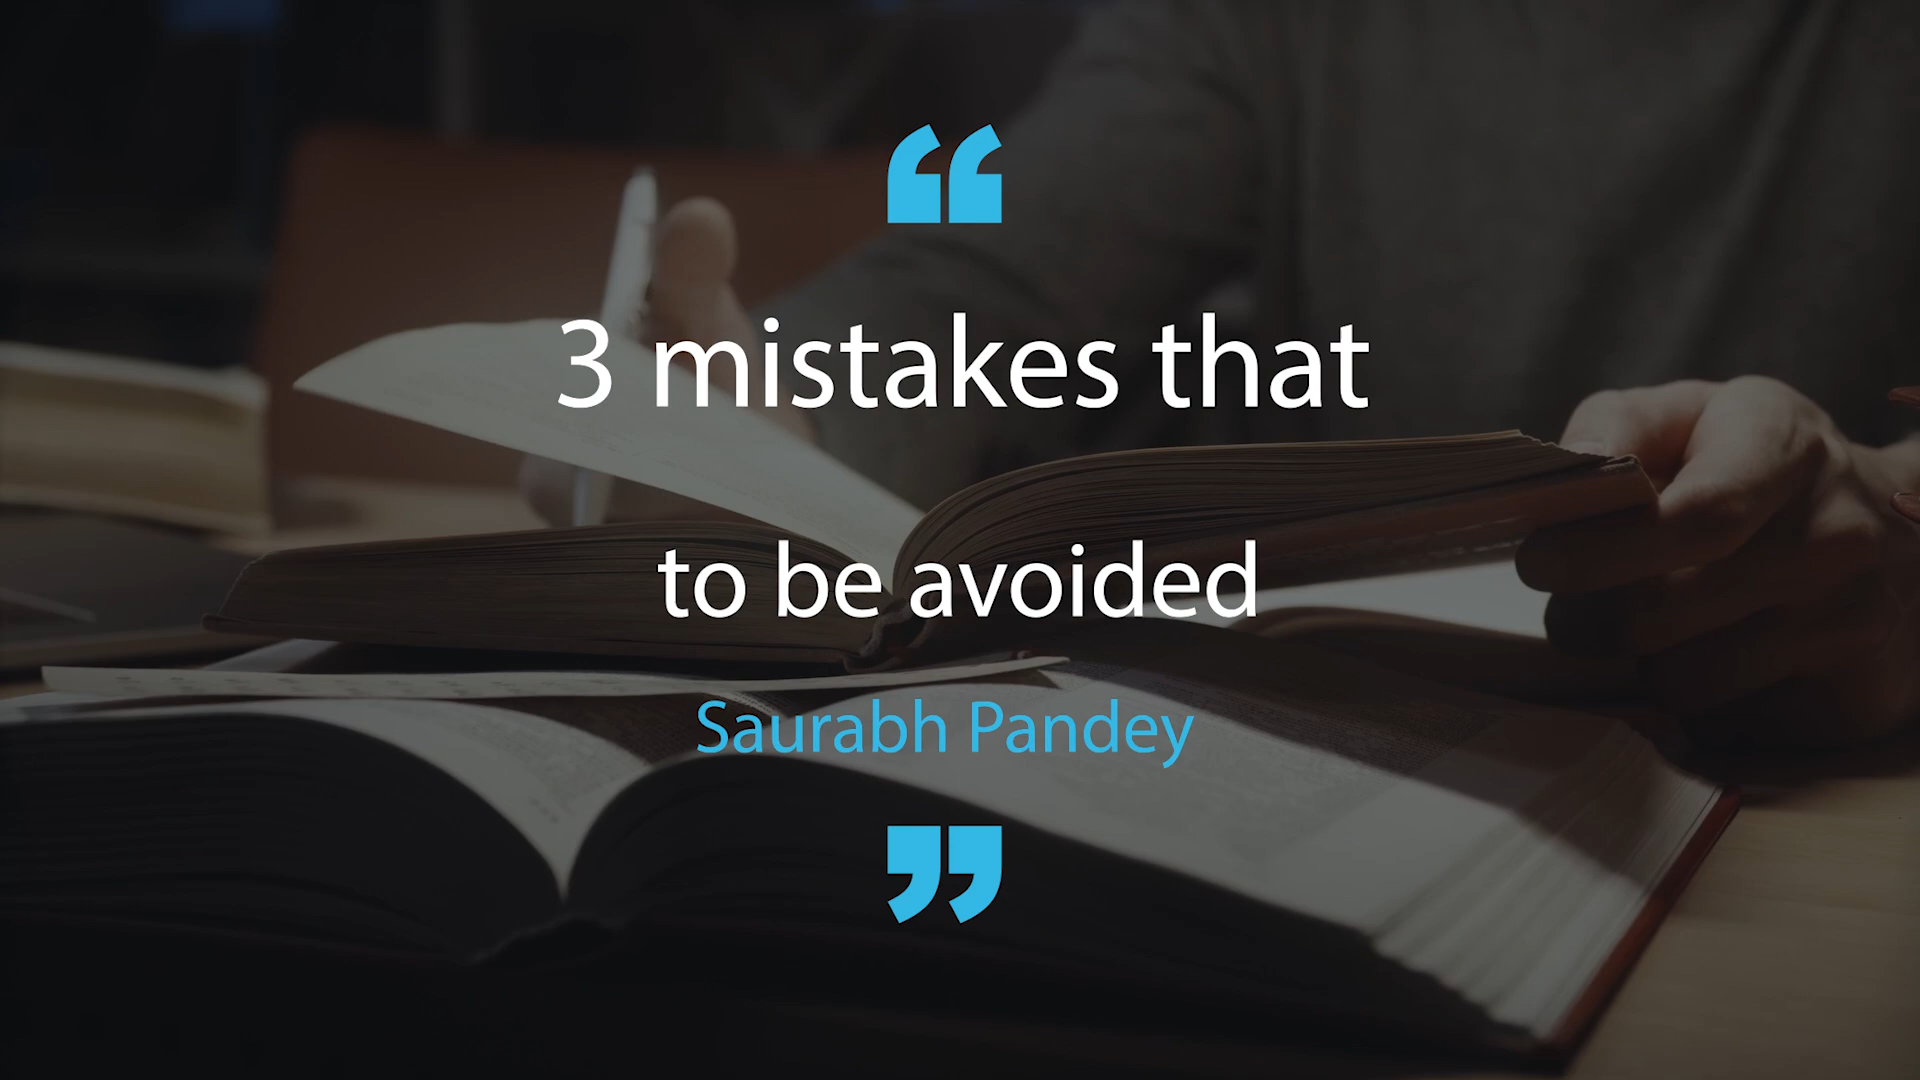 “
3 mistakes that
to be avoided
Saurabh Pandey
”